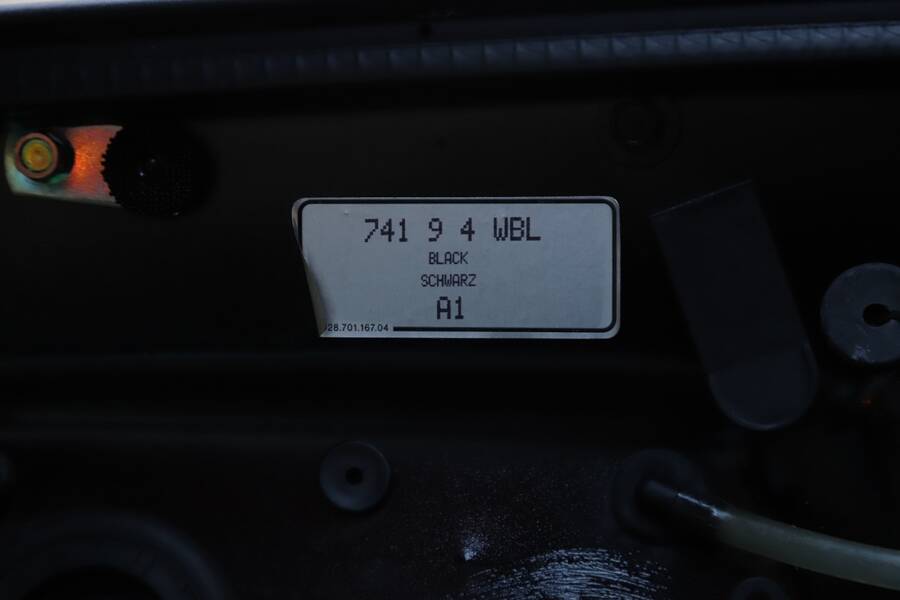 741 9 4 WBL
BLACK
SCHWARZ
A1
28.701.167.04